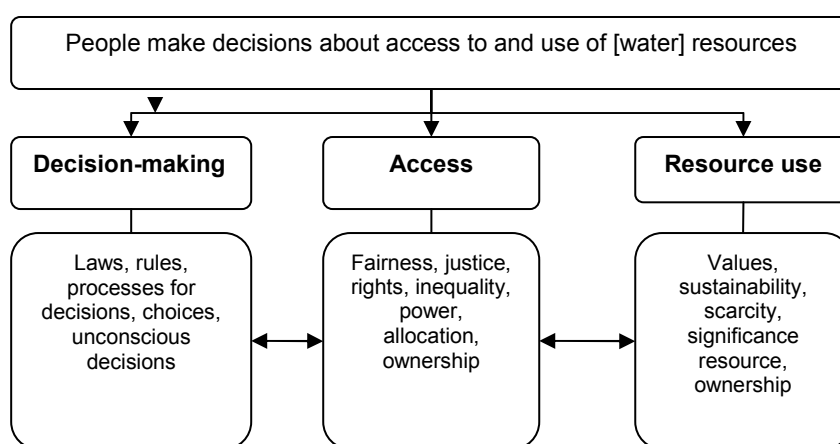 People make decisions about access to and use of [water] resources
Decision-making
Access
Resource use
Laws, rules,
processes for
decisions, choices,
unconscious
decisions
Fairness, justice,
rights, inequality,
power,
allocation,
ownership
Values,
sustainability,
scarcity,
significance
resource,
ownership